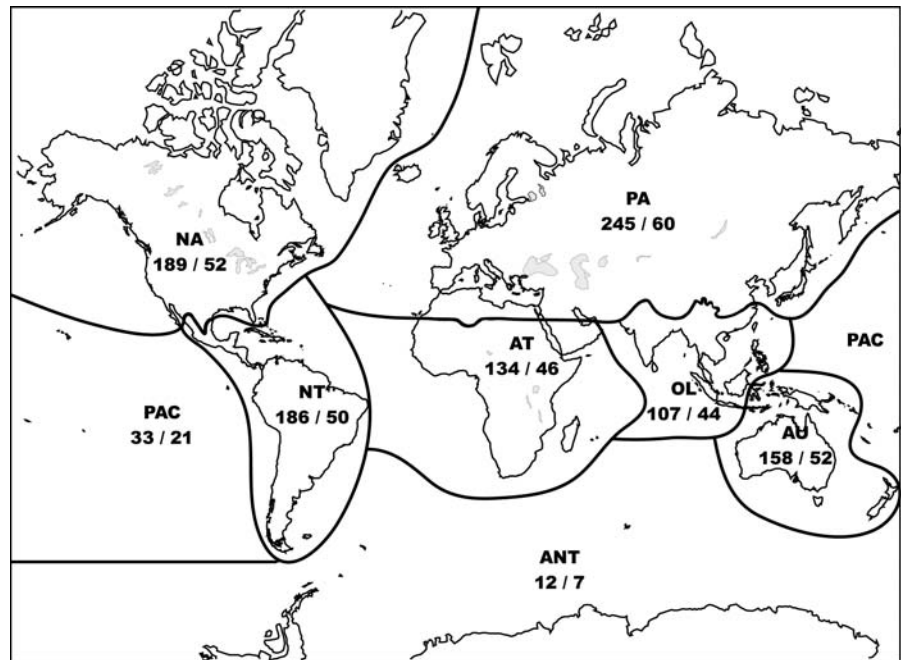 PA
245 / 60
NA
189 / 52
AT
134 / 46
PAC
NT
186 / 50
OL
107 / 44
PAC
33 / 21
AU
158 / 52
ANT
12 / 7